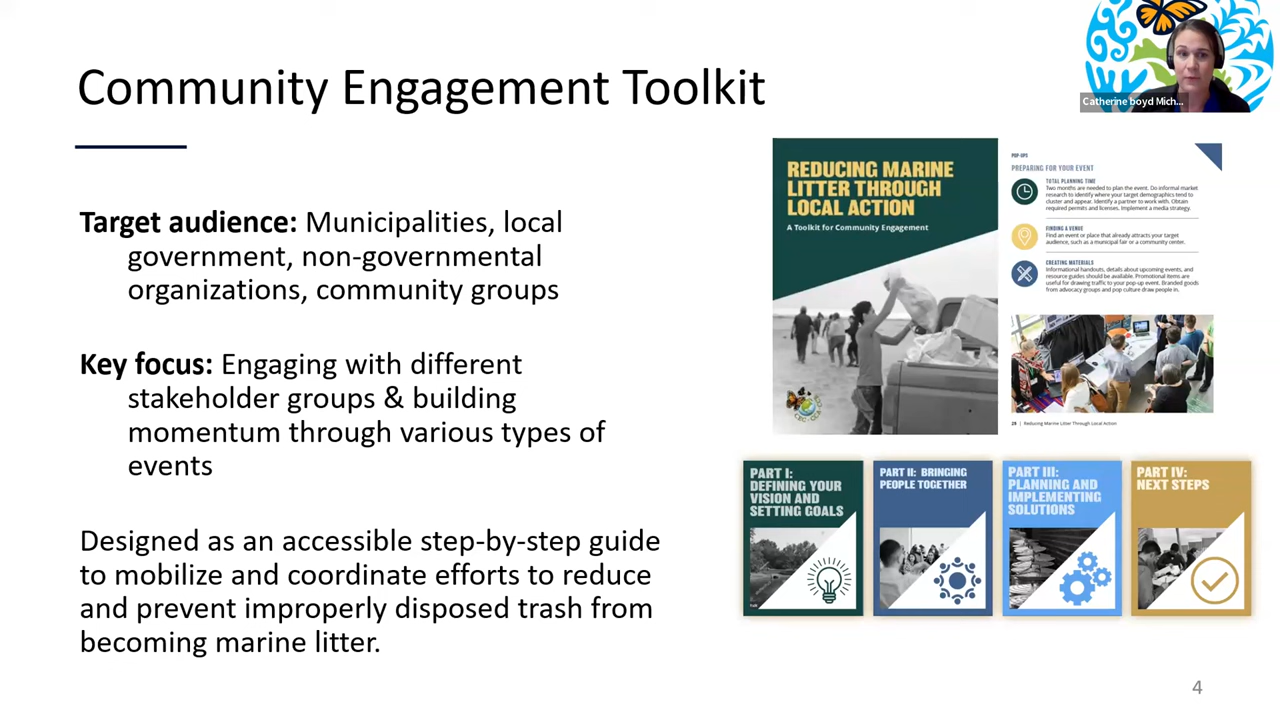 Community Engagement Toolkit
Catherine boyd Mich...
Target audience: Municipalities, local
government, non-governmental
organizations, community groups
Key focus: Engaging with different
stakeholder groups & building
momentum through various types of
events
Designed as an accessible step-by-step guide
to mobilize and coordinate efforts to reduce
and prevent improperly disposed trash from
becoming marine litter.
REDUCING MARINE
LITTER THROUGH
LOCAL ACTION
A Toolkit for Community Engagement
POP-UPS
PREPARING FOR YOUR EVENT
TOTAL PLANNING TIME
Two months are needed to plan the event. Do informal market
research to identify where your target demographics tend to
cluster and appear. Identify a partner to work with. Obtain
required permits and licenses. Implement a media strategy.
FINDING A VENUE
Find an event or place that already attracts your target
audience, such as a municipal fair or a community center.
CREATING MATERIALS
Informational handouts, details about upcoming events, and
resource guides should be available. Promotional items are
useful for drawing traffic to your pop-up event. Branded goods
from advocacy groups and pop culture draw people in.
28 | Reducing Marine Litter Through Local Action
PART I:
DEFINING YOUR
VISION AND
SETTING GOALS
PART II: BRINGING
PEOPLE TOGETHER
PART III:
PLANNING AND
IMPLEMENTING
SOLUTIONS
PART IV:
NEXT STEPS
4